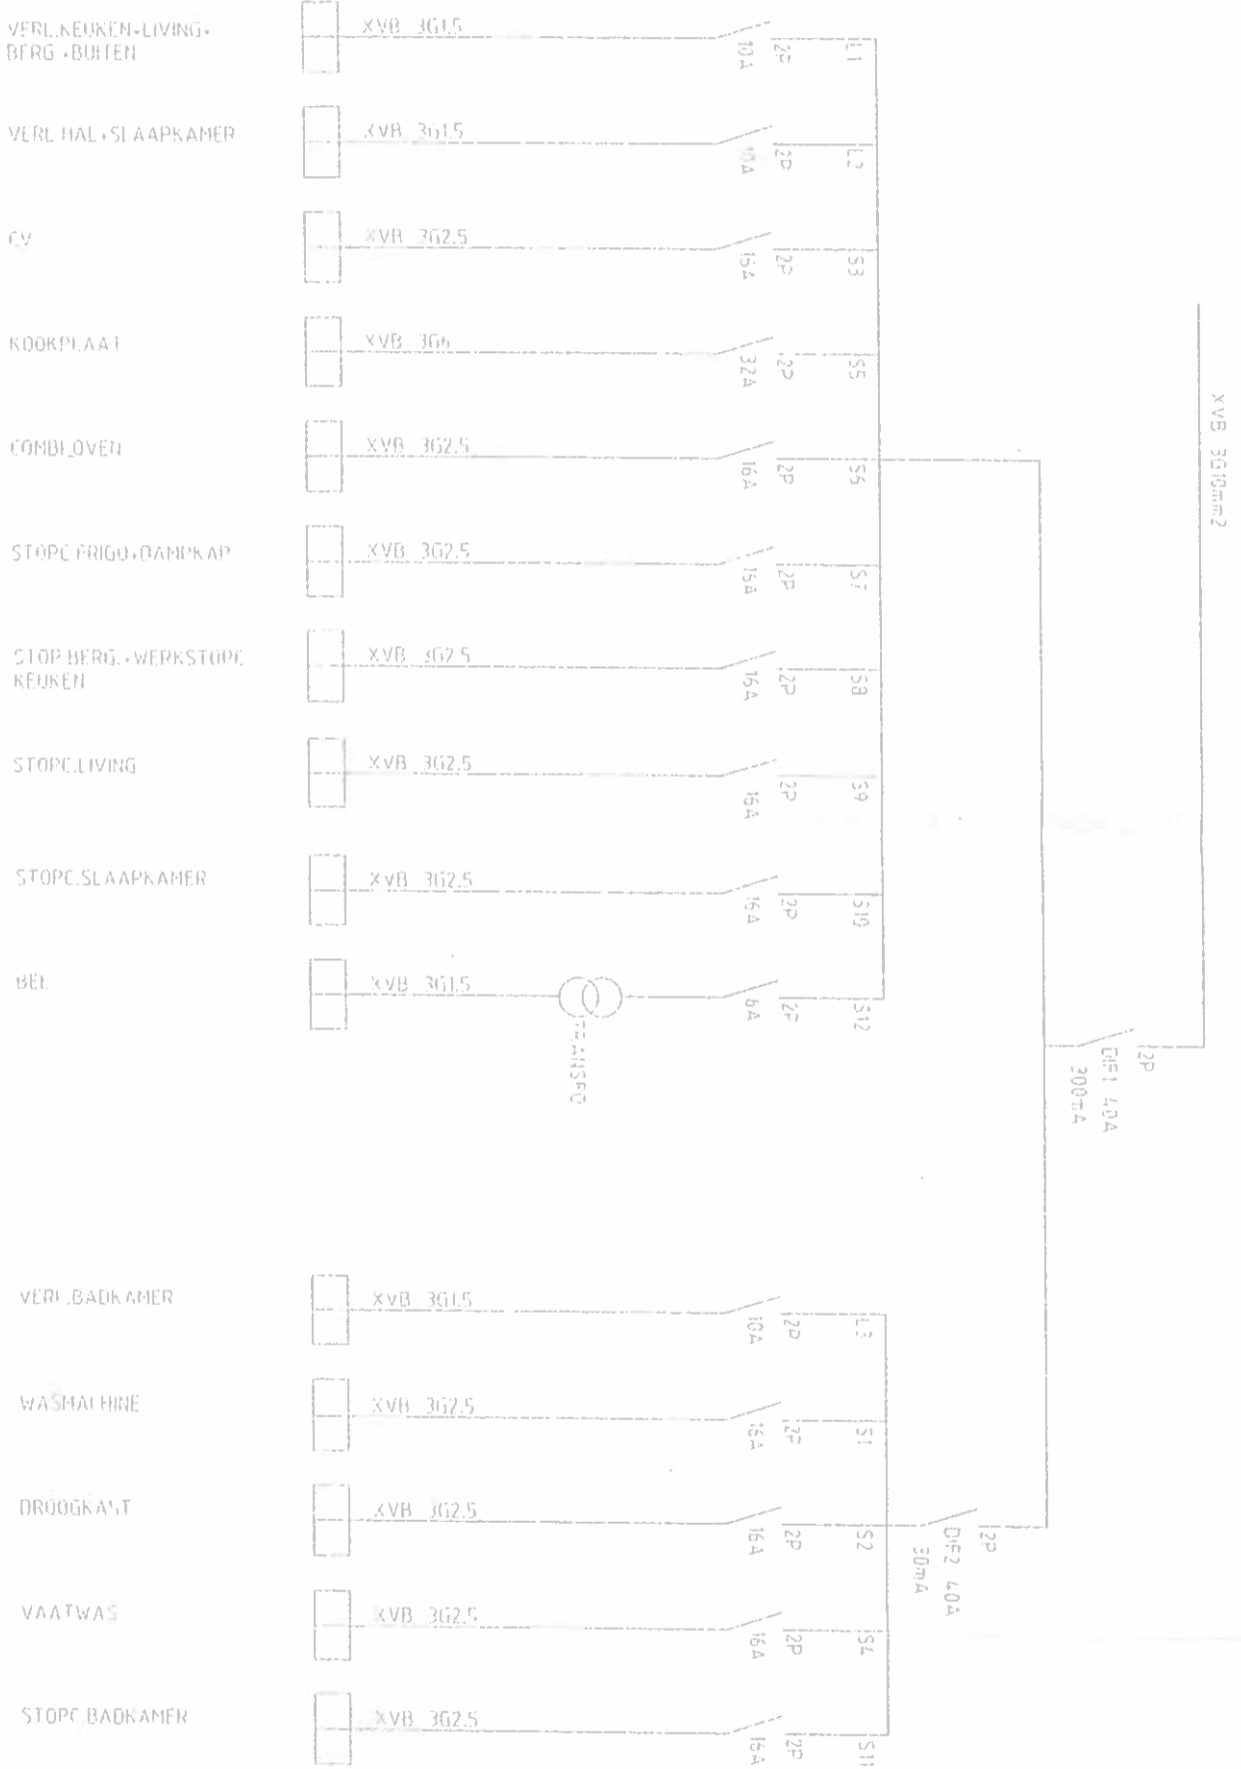 VERL.KEUKEN+LIVING+
BERG.+BUITEN
XVB 3G1.5
10A
2P
L1
VERL.HAL+SLAAPKAMER
XVB 3G1.5
10A
2P
L2
CV
XVB 3G2.5
16A
2P
S3
KOOKPLAAT
XVB 3G6
32A
2P
S5
COMBI.OVEN
XVB 3G2.5
16A
2P
S6
STOPC.FRIGO+DAMPKAP
XVB 3G2.5
16A
2P
S7
STOP.BERG.+WERKSTOPC
KEUKEN
XVB 3G2.5
16A
2P
S8
STOPC.LIVING
XVB 3G2.5
16A
2P
S9
STOPC.SLAAPKAMER
XVB 3G2.5
16A
2P
S10
BEL
XVB 3G1.5
TRANSFO
6A
2P
S12
XVB 3G10mm2
2P
DIF1 40A
300mA
VERL.BADKAMER
XVB 3G1.5
10A
2P
L3
WASMACHINE
XVB 3G2.5
16A
2P
S1
DROOGKAST
XVB 3G2.5
16A
2P
S2
2P
DIF2 40A
30mA
VAATWAS
XVB 3G2.5
16A
2P
S4
STOPC.BADKAMER
XVB 3G2.5
16A
2P
S11